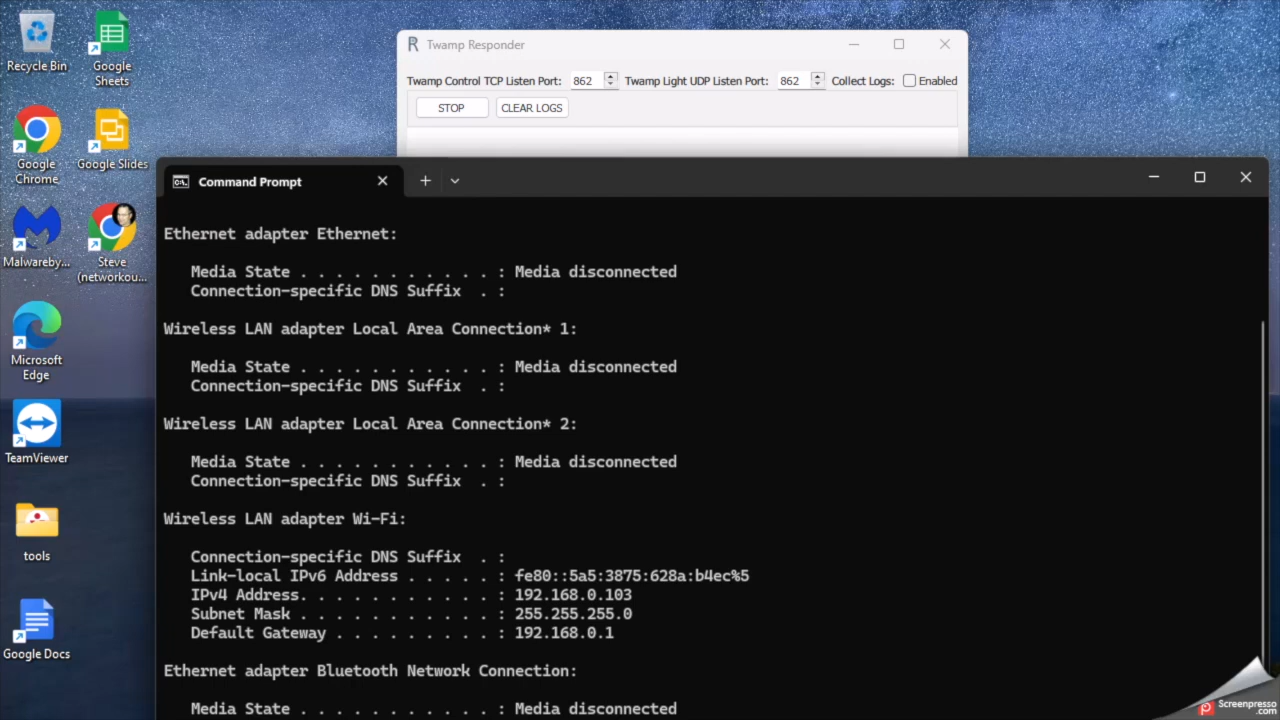 Recycle Bin
Google
Sheets
Google
Chrome
Google Slides
Malwareby...
Steve
(networkou...
Microsoft
Edge
TeamViewer
tools
Google Docs
Twamp Responder
Twamp Control TCP Listen Port: 862 Twamp Light UDP Listen Port: 862 Collect Logs: Enabled
STOP CLEAR LOGS
Command Prompt
Ethernet adapter Ethernet:
Media State . . . . . . . . . . . : Media disconnected
Connection-specific DNS Suffix . :
Wireless LAN adapter Local Area Connection* 1:
Media State . . . . . . . . . . . : Media disconnected
Connection-specific DNS Suffix . :
Wireless LAN adapter Local Area Connection* 2:
Media State . . . . . . . . . . . : Media disconnected
Connection-specific DNS Suffix . :
Wireless LAN adapter Wi-Fi:
Connection-specific DNS Suffix . :
Link-local IPv6 Address . . . . . : fe80::5a5:3875:628a:b4ec%5
IPv4 Address. . . . . . . . . . . : 192.168.0.103
Subnet Mask . . . . . . . . . . . : 255.255.255.0
Default Gateway . . . . . . . . . : 192.168.0.1
Ethernet adapter Bluetooth Network Connection:
Media State . . . . . . . . . . . : Media disconnected
Screenpresso
.com